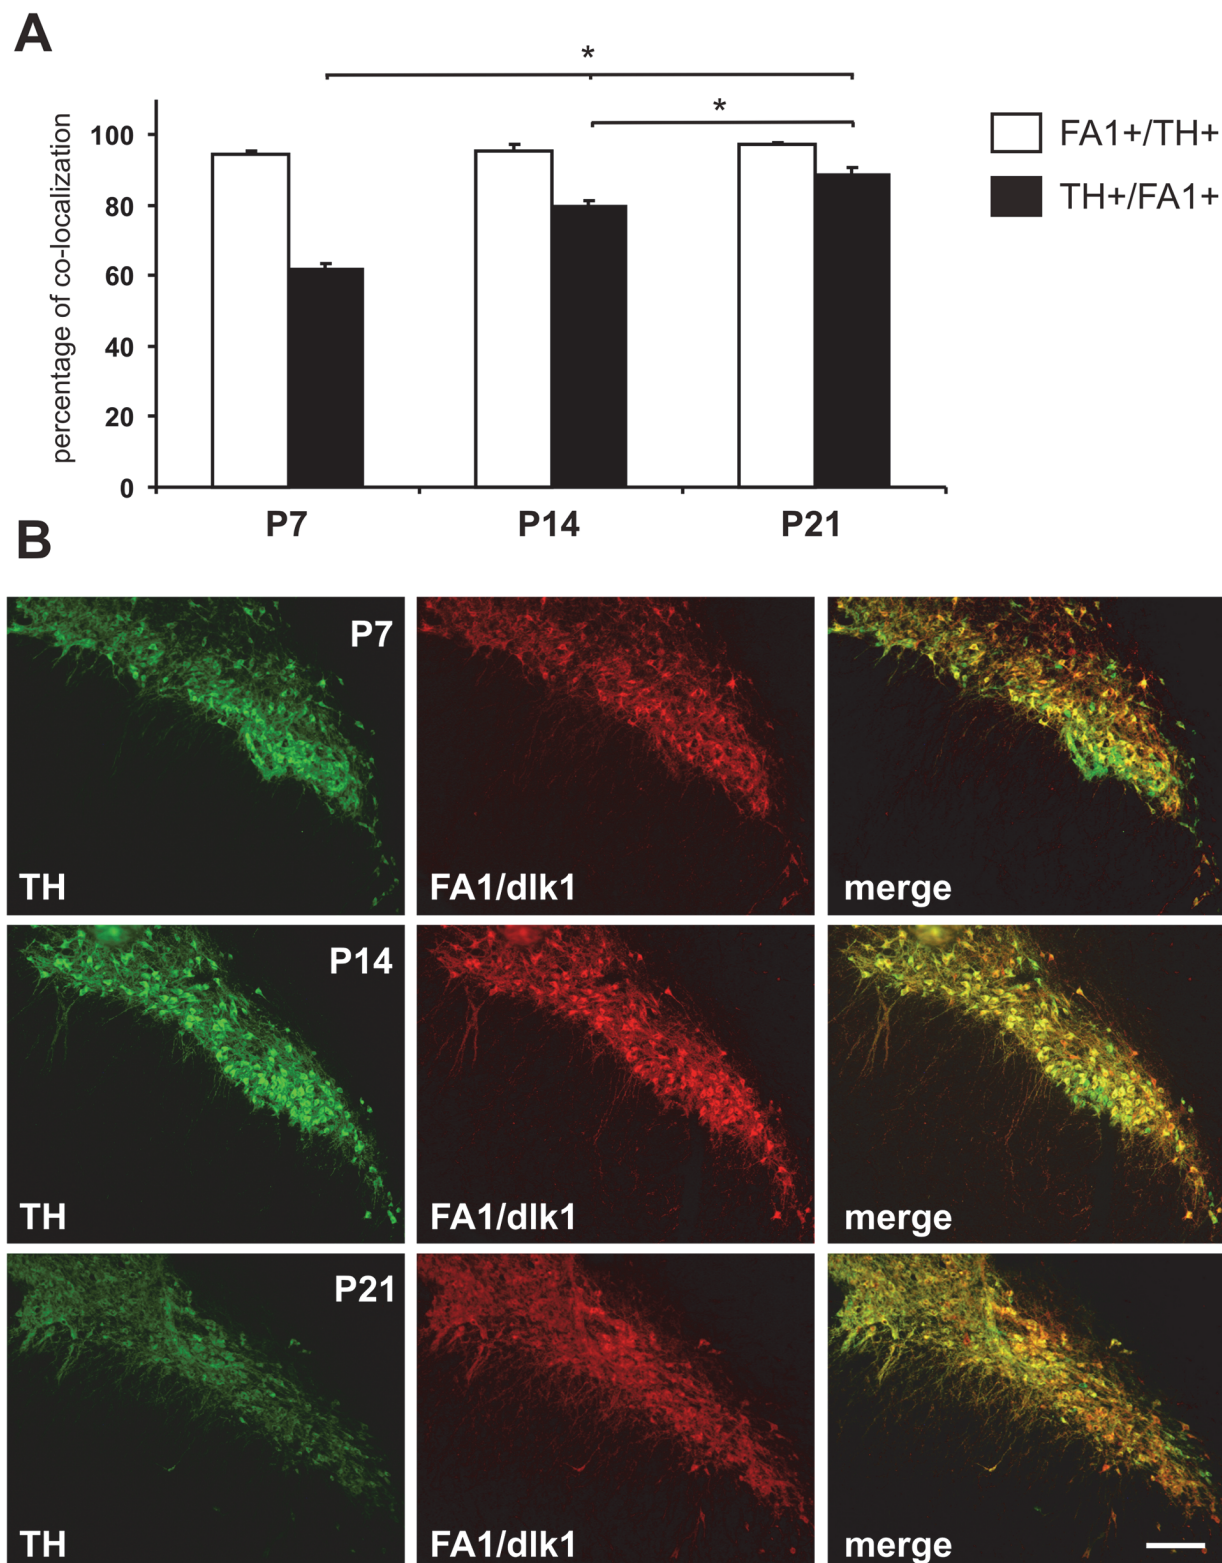 A
*
*
percentage of co-localization
100
80
60
40
20
0
P7
P14
P21
FA1+/TH+
TH+/FA1+
B
P7
TH
FA1/dlk1
merge
P14
TH
FA1/dlk1
merge
P21
TH
FA1/dlk1
merge